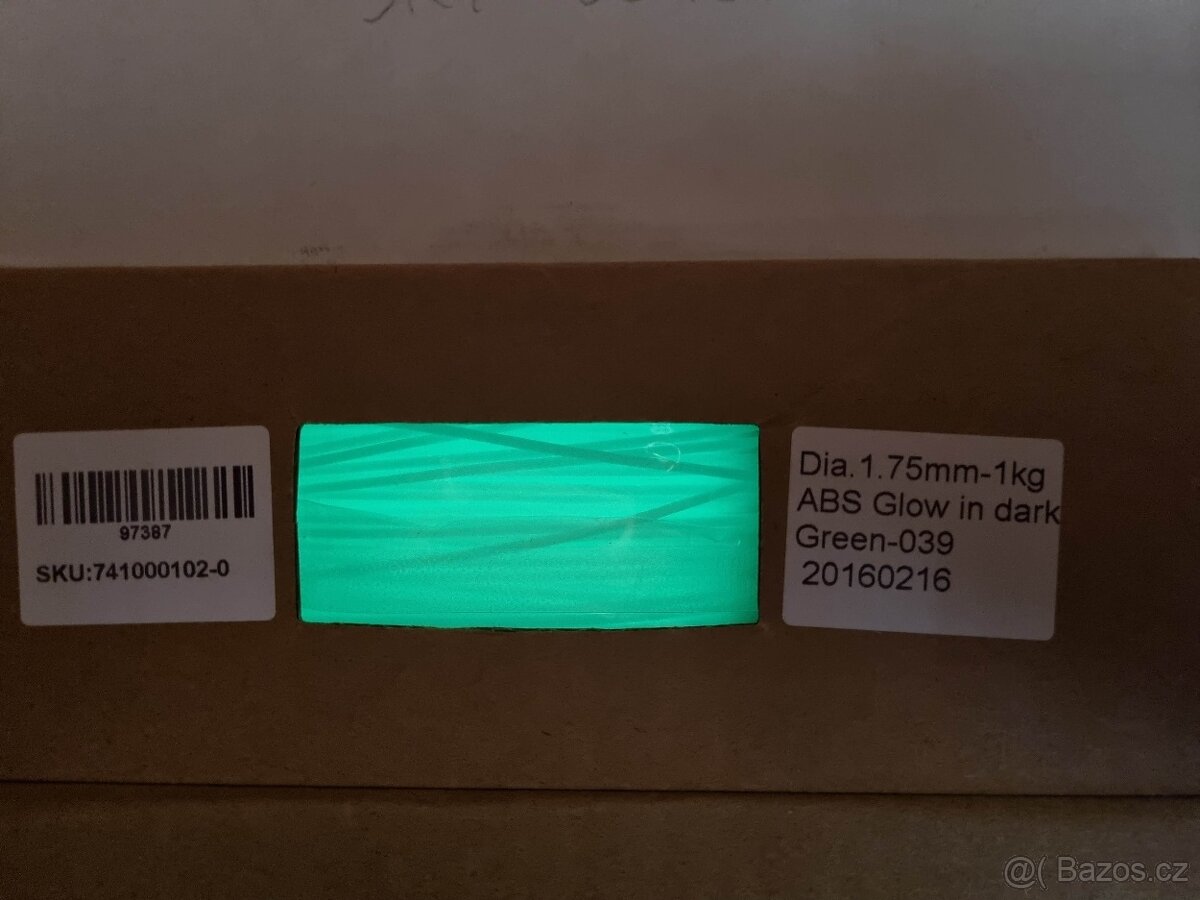 97387
SKU:741000102-0
Dia.1.75mm-1kg
ABS Glow in dark
Green-039
20160216
@( Bazos.cz